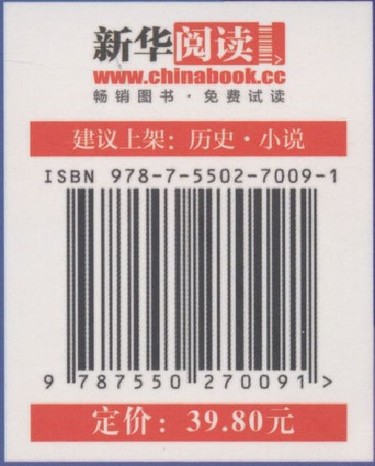 新华阅读
www.chinabook.cc
畅销图书·免费试读
建议上架：历史·小说
ISBN 978-7-5502-7009-1
9 787550 270091 >
定价：39.80元